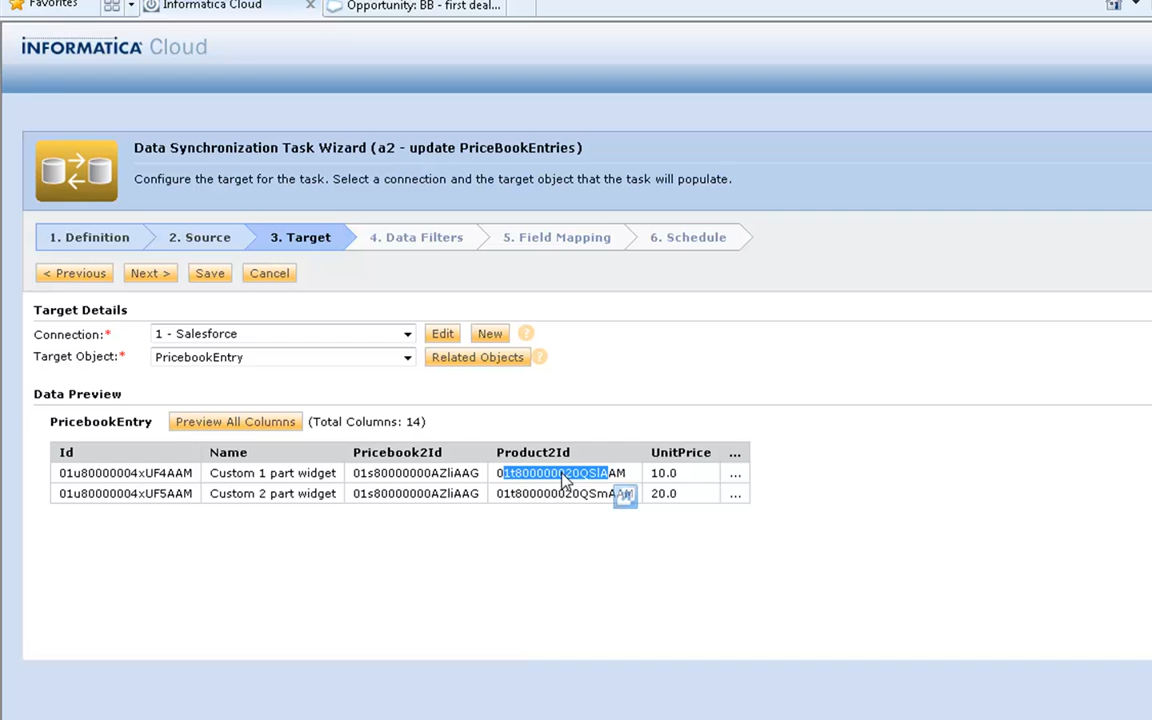 Favorites
Informatica Cloud
Opportunity: BB - first deal...
INFORMATICA Cloud
Data Synchronization Task Wizard (a2 - update PriceBookEntries)
Configure the target for the task. Select a connection and the target object that the task will populate.
1. Definition 2. Source 3. Target 4. Data Filters 5. Field Mapping 6. Schedule
< Previous Next > Save Cancel
Target Details
Connection:* 1 - Salesforce Edit New ?
Target Object:* PricebookEntry Related Objects ?
Data Preview
PricebookEntry Preview All Columns (Total Columns: 14)
Id Name Pricebook2Id Product2Id UnitPrice ...
01u80000004xUF4AAM Custom 1 part widget 01s80000000AZliAAG 01t800000020QSlAAM 10.0 ...
01u80000004xUF5AAM Custom 2 part widget 01s80000000AZliAAG 01t800000020QSmAAM 20.0 ...